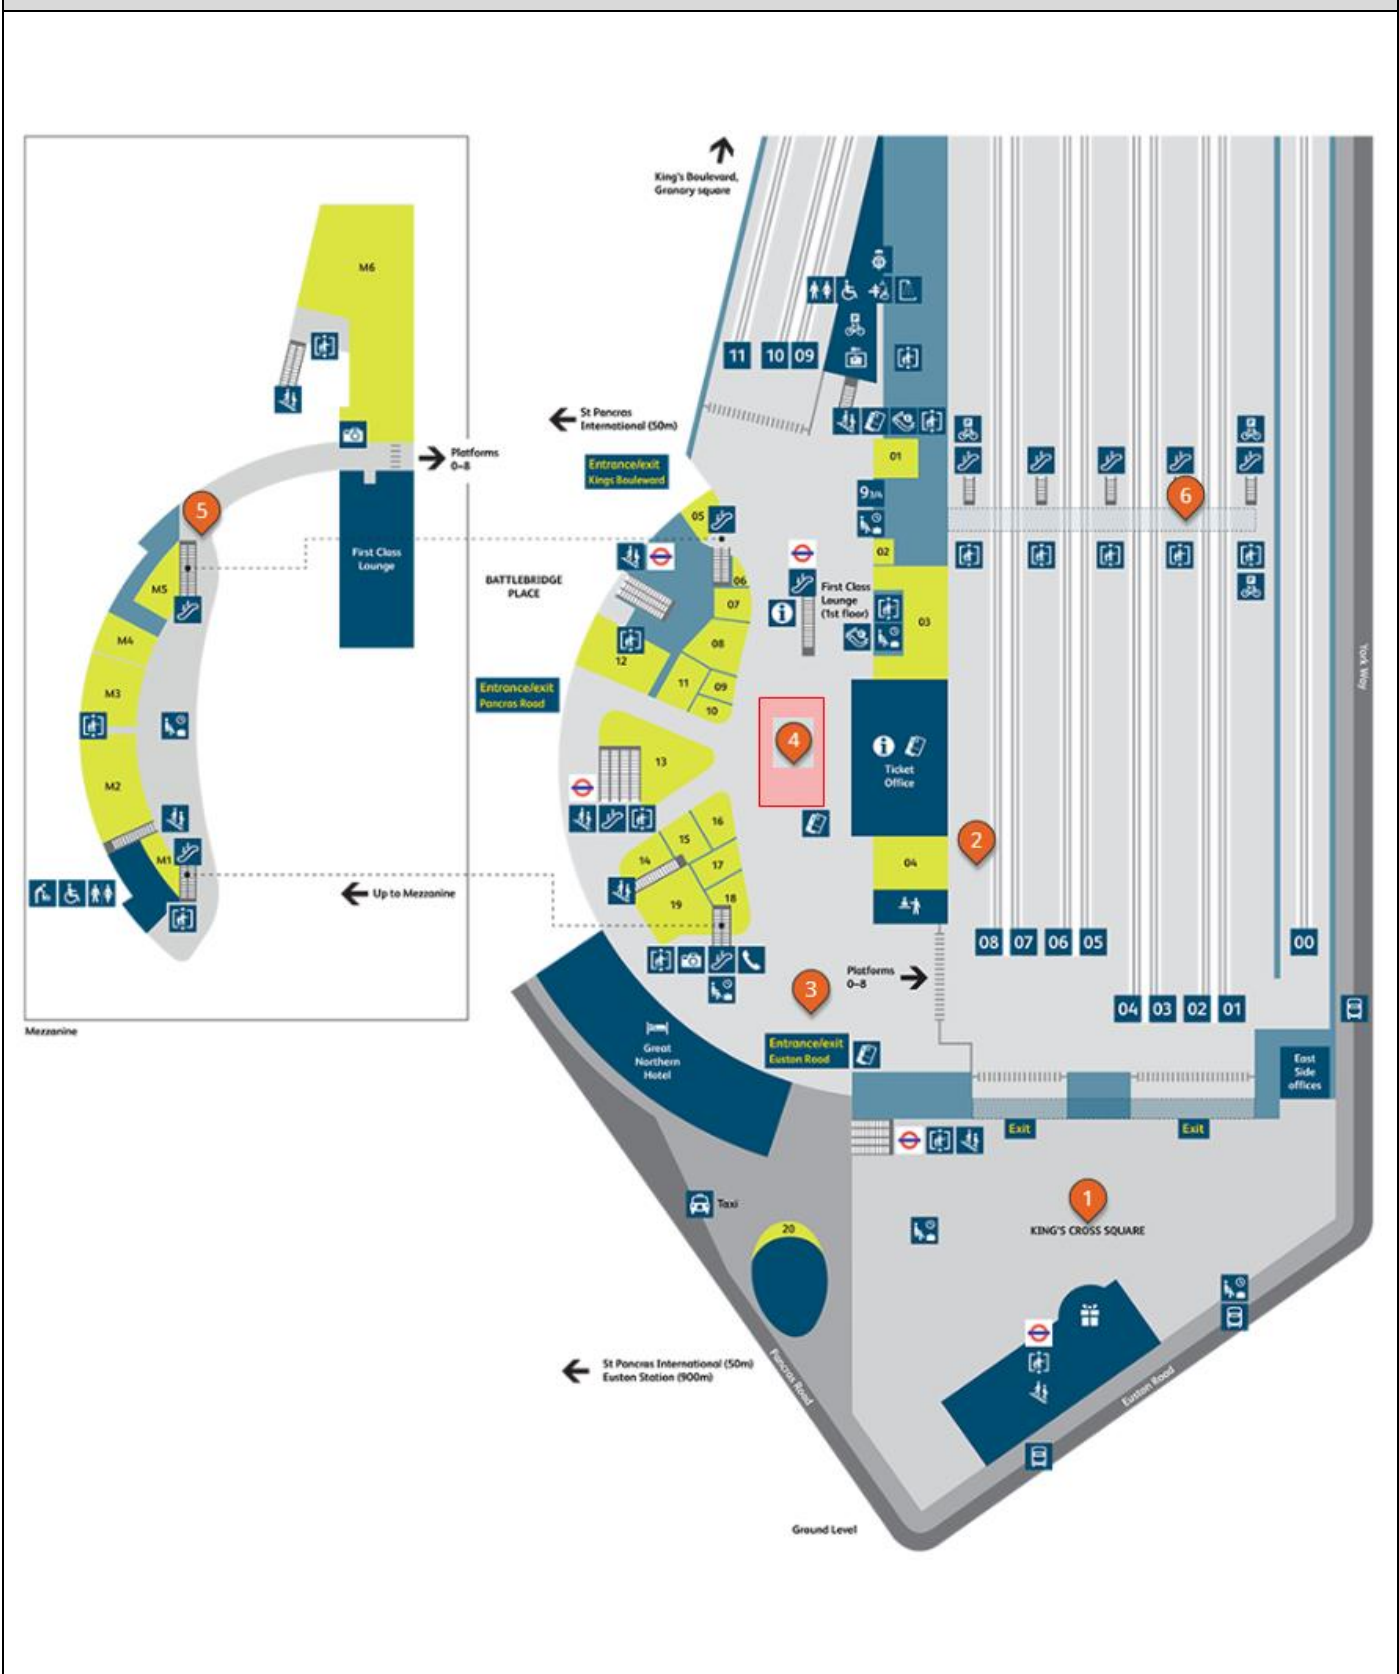 King's Boulevard,
Granary square
M6
11 10 09
St Pancras
International (50m)
Platforms
0–8
Entrance/exit
Kings Boulevard
01
9 3/4
5
6
05
02
First Class
Lounge
BATTLEBRIDGE
PLACE
06
First Class
Lounge
(1st floor)
M5
07
03
M4
08
12
11
09
M3
Entrance/exit
Pancras Road
10
York Way
4
13
Ticket
Office
M2
16
15
2
14
17
04
M1
Up to Mezzanine
18
19
08 07 06 05
00
Platforms
0–8
3
04 03 02 01
Mezzanine
Great
Northern
Hotel
Entrance/exit
Euston Road
East
Side
offices
Exit
Exit
1
Taxi
20
KING'S CROSS SQUARE
St Pancras International (50m)
Euston Station (900m)
Pancras Road
Euston Road
Ground Level